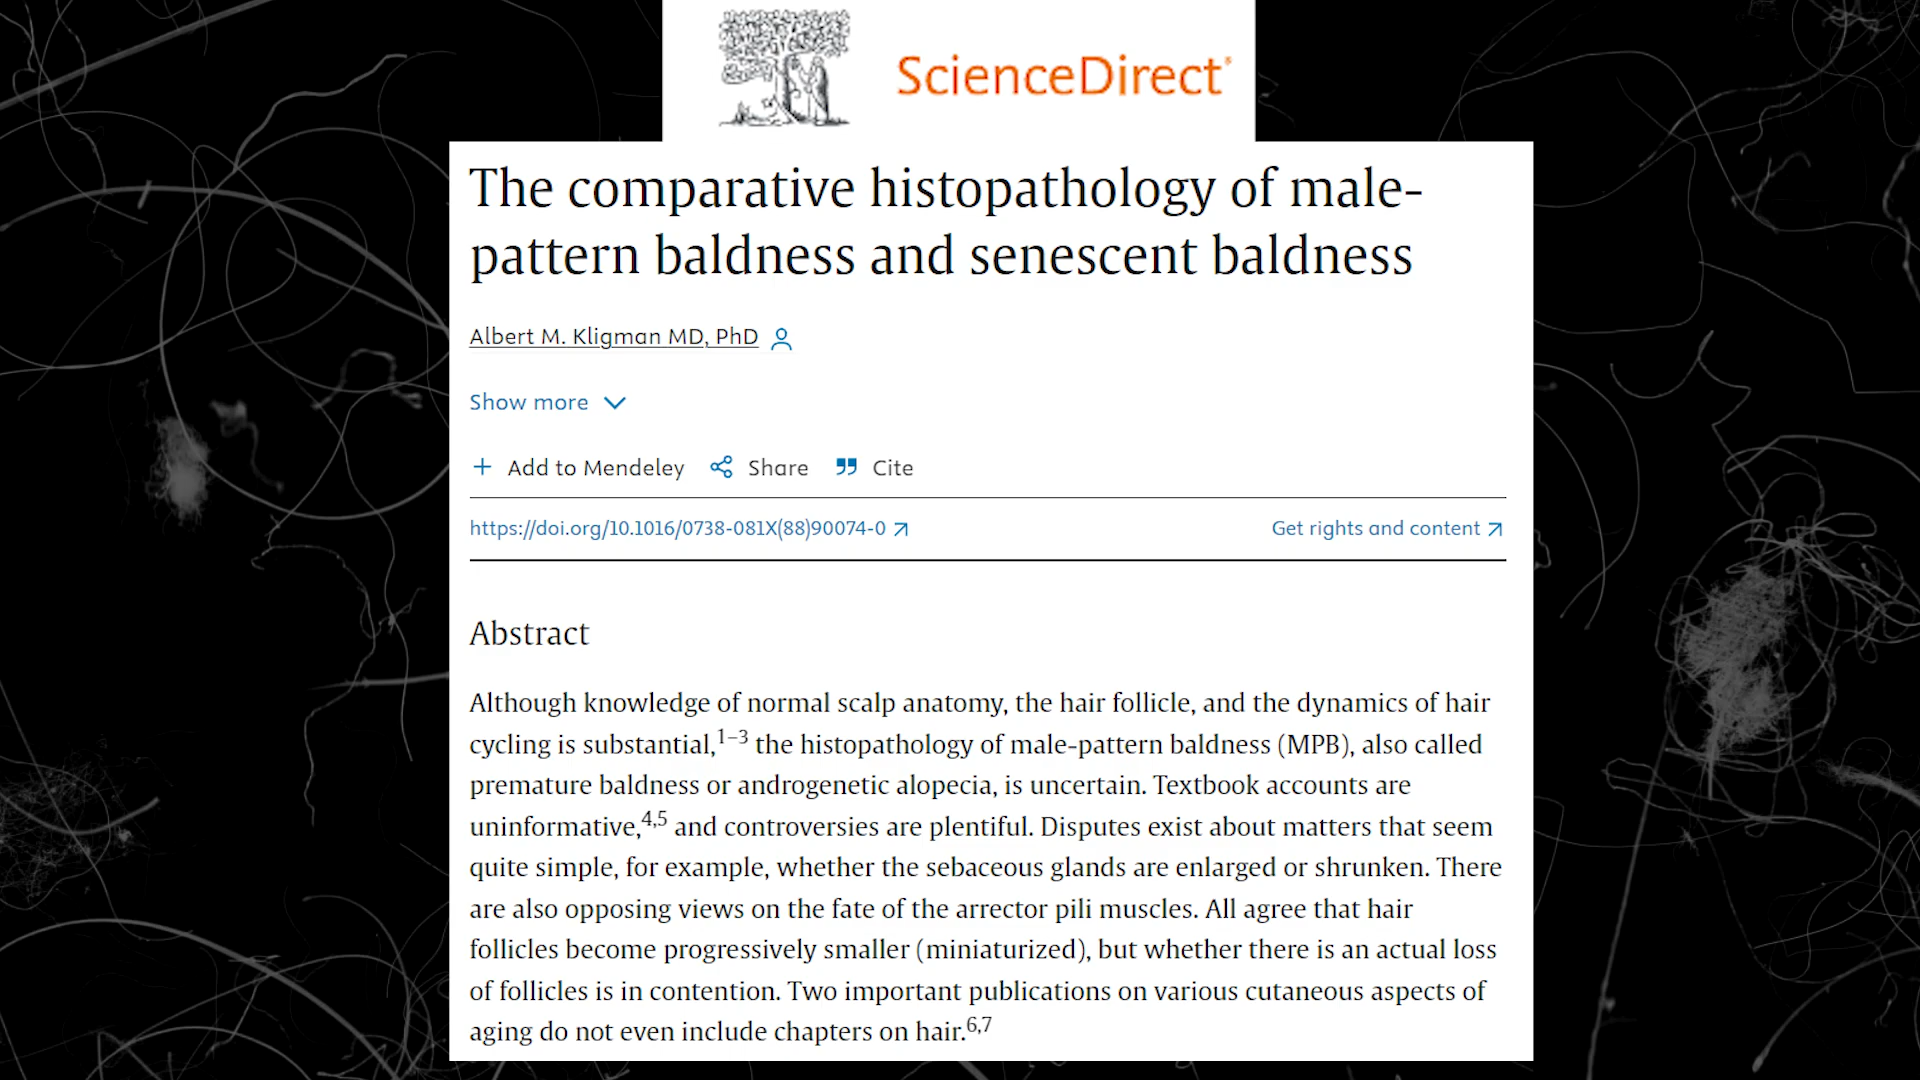 ScienceDirect®
The comparative histopathology of male-
pattern baldness and senescent baldness
Albert M. Kligman MD, PhD
Show more
+ Add to Mendeley Share Cite
https://doi.org/10.1016/0738-081X(88)90074-0 Get rights and content
Abstract
Although knowledge of normal scalp anatomy, the hair follicle, and the dynamics of hair
cycling is substantial,1–3 the histopathology of male-pattern baldness (MPB), also called
premature baldness or androgenetic alopecia, is uncertain. Textbook accounts are
uninformative,4,5 and controversies are plentiful. Disputes exist about matters that seem
quite simple, for example, whether the sebaceous glands are enlarged or shrunken. There
are also opposing views on the fate of the arrector pili muscles. All agree that hair
follicles become progressively smaller (miniaturized), but whether there is an actual loss
of follicles is in contention. Two important publications on various cutaneous aspects of
aging do not even include chapters on hair.6,7